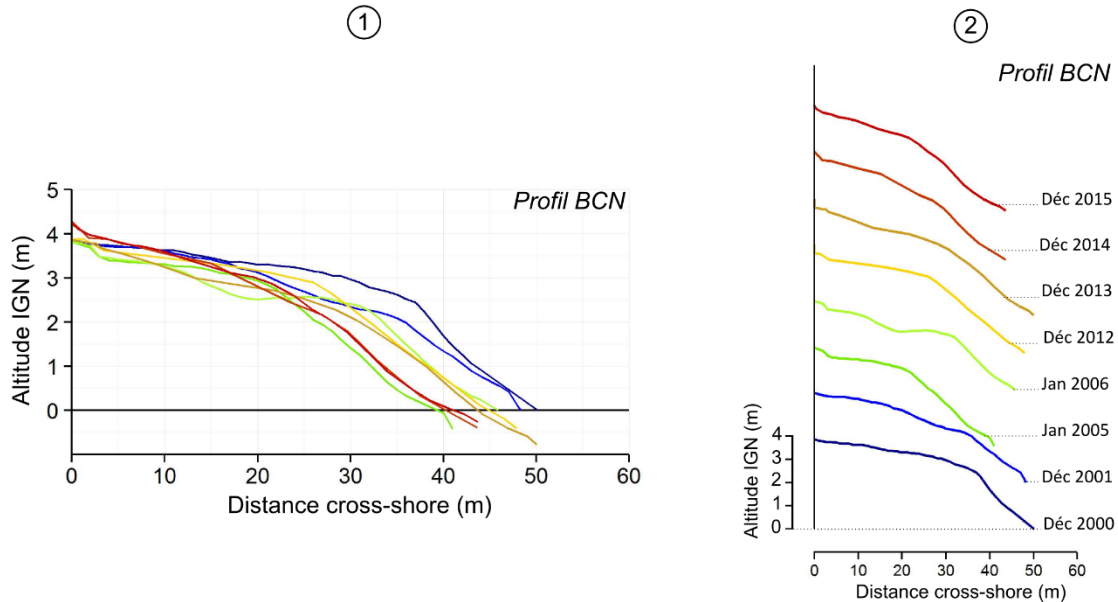 1
Profil BCN
Altitude IGN (m)
5
4
3
2
1
0
0 10 20 30 40 50 60
Distance cross-shore (m)
2
Profil BCN
Déc 2015
Déc 2014
Déc 2013
Déc 2012
Jan 2006
Jan 2005
Déc 2001
Déc 2000
Altitude IGN (m)
4
3
2
1
0
0 10 20 30 40 50 60
Distance cross-shore (m)